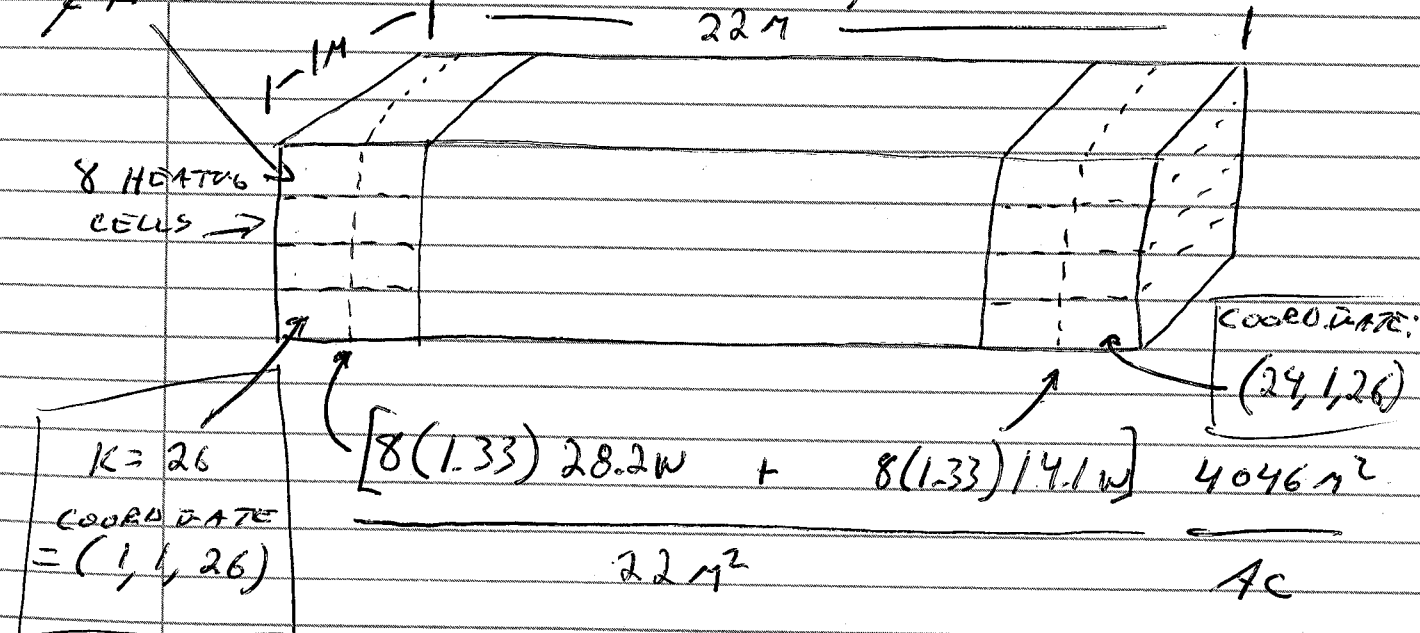 22 M
1M
8 HEATING
CELLS
COORDINATE:
(24, 1, 26)
K = 26
COORDINATE
= (1, 1, 26)
[8(1.33) 28.2W + 8(1.33) 14.1W] 4046 M²
22 M²
AC